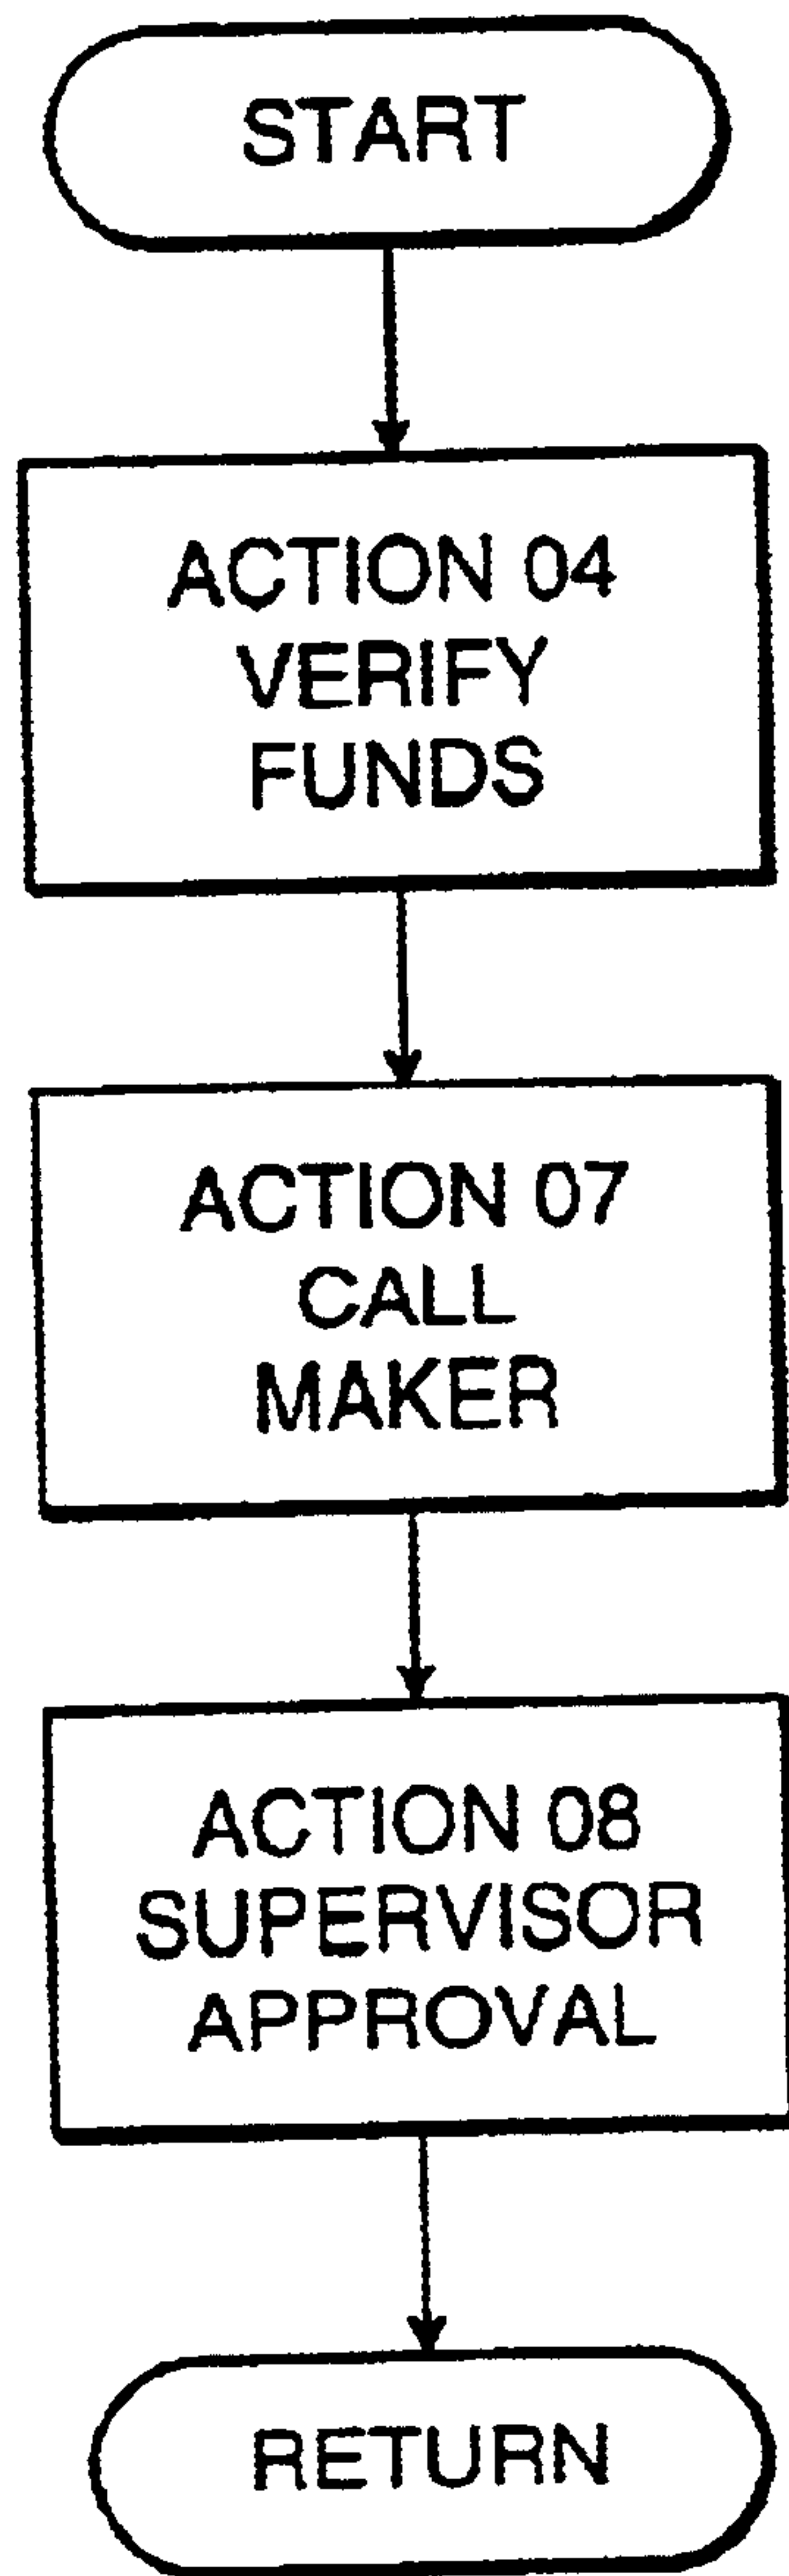 START
ACTION 04
VERIFY
FUNDS
ACTION 07
CALL
MAKER
ACTION 08
SUPERVISOR
APPROVAL
RETURN